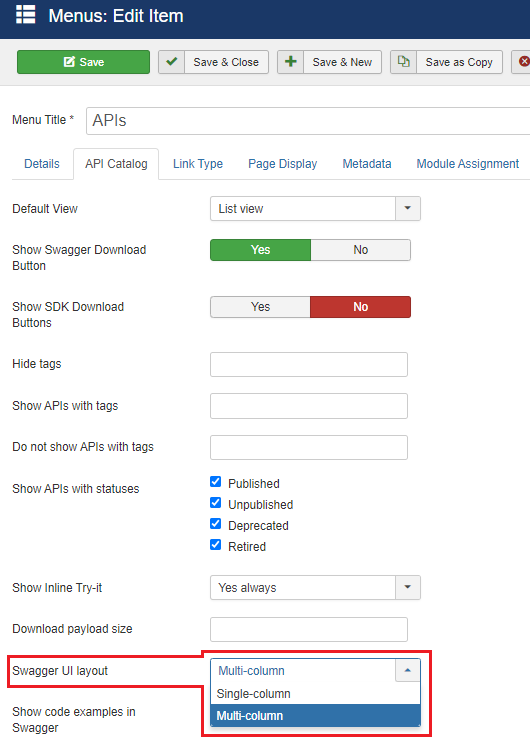 Menus: Edit Item
Save
Save & Close
Save & New
Save as Copy
Menu Title *
APIs
Details
API Catalog
Link Type
Page Display
Metadata
Module Assignment
Default View
List view
Show Swagger Download
Button
Yes
No
Show SDK Download
Buttons
Yes
No
Hide tags
Show APIs with tags
Do not show APIs with tags
Show APIs with statuses
Published
Unpublished
Deprecated
Retired
Show Inline Try-it
Yes always
Download payload size
Swagger UI layout
Multi-column
Single-column
Multi-column
Show code examples in
Swagger